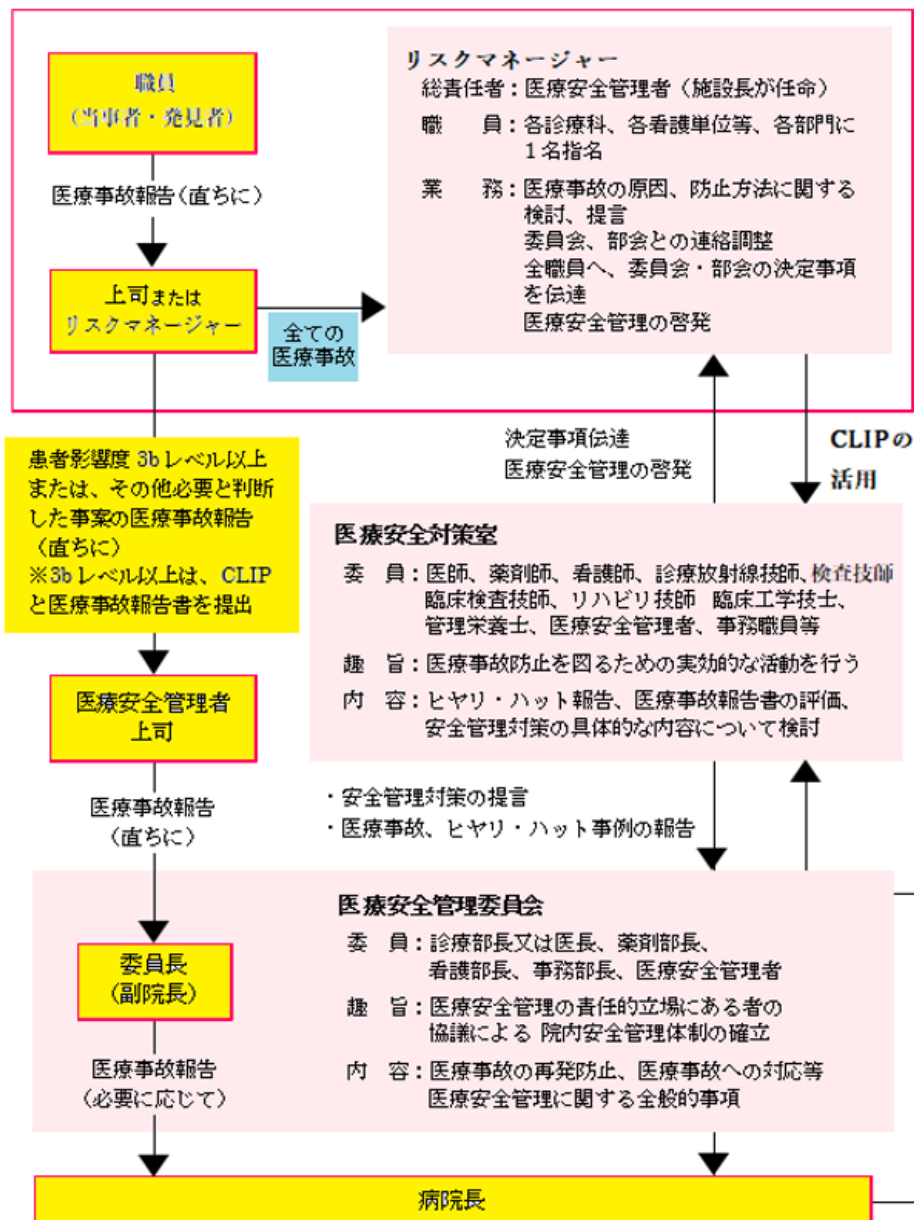 職員
(当事者・発見者)
医療事故報告(直ちに)
上司または
リスクマネージャー
全ての
医療事故
リスクマネージャー
総責任者:医療安全管理者(施設長が任命)
職 員:各診療科、各看護単位等、各部門に
1名指名
業 務:医療事故の原因、防止方法に関する
検討、提言
委員会、部会との連絡調整
全職員へ、委員会・部会の決定事項
を伝達
医療安全管理の啓発
決定事項伝達
医療安全管理の啓発
CLIPの
活用
患者影響度 3bレベル以上
または、その他必要と判断
した事案の医療事故報告
(直ちに)
※3bレベル以上は、CLIP
と医療事故報告書を提出
医療安全対策室
委 員:医師、薬剤師、看護師、診療放射線技師、検査技師
臨床検査技師、リハビリ技師 臨床工学技士、
管理栄養士、医療安全管理者、事務職員等
趣 旨:医療事故防止を図るための実効的な活動を行う
内 容:ヒヤリ・ハット報告、医療事故報告書の評価、
安全管理対策の具体的な内容について検討
医療安全管理者
上司
医療事故報告
(直ちに)
・安全管理対策の提言
・医療事故、ヒヤリ・ハット事例の報告
医療安全管理委員会
委 員:診療部長又は医長、薬剤部長、
看護部長、事務部長、医療安全管理者
趣 旨:医療安全管理の責任的立場にある者の
協議による 院内安全管理体制の確立
内 容:医療事故の再発防止、医療事故への対応等
医療安全管理に関する全般的事項
委員長
(副院長)
医療事故報告
(必要に応じて)
病院長